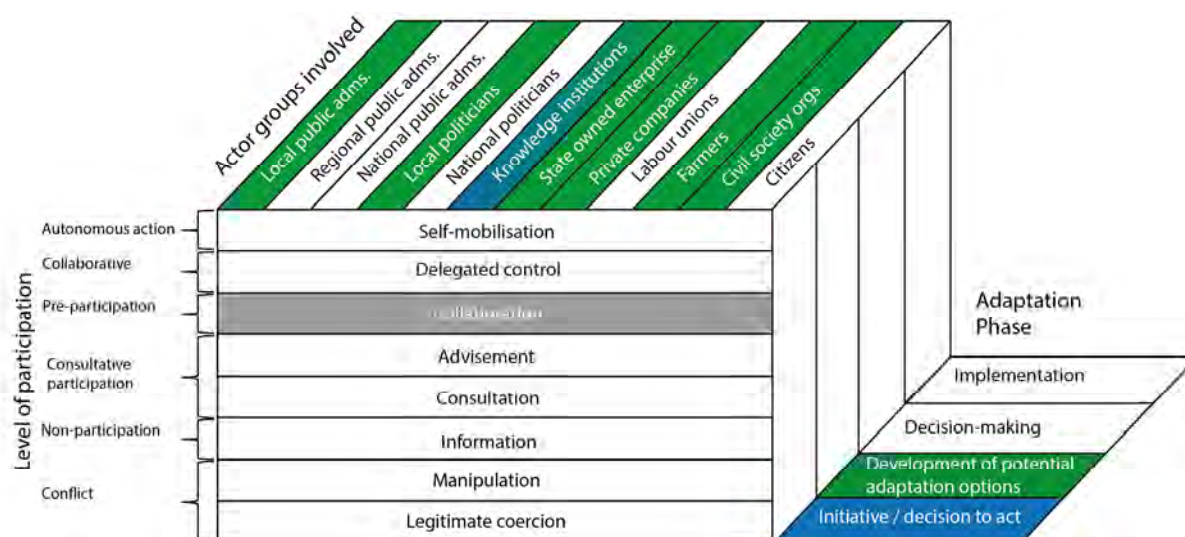 Actor groups involved
Local public adms.
Regional public adms.
National public adms.
Local politicians
National politicians
Knowledge institutions
State owned enterprise
Private companies
Labour unions
Farmers
Civil society orgs
Citizens
Level of participation
Autonomous action
Collaborative
Pre-participation
Consultative
participation
Non-participation
Conflict
Self-mobilisation
Delegated control
Advisement
Consultation
Information
Manipulation
Legitimate coercion
Adaptation
Phase
Implementation
Decision-making
Development of potential
adaptation options
Initiative / decision to act